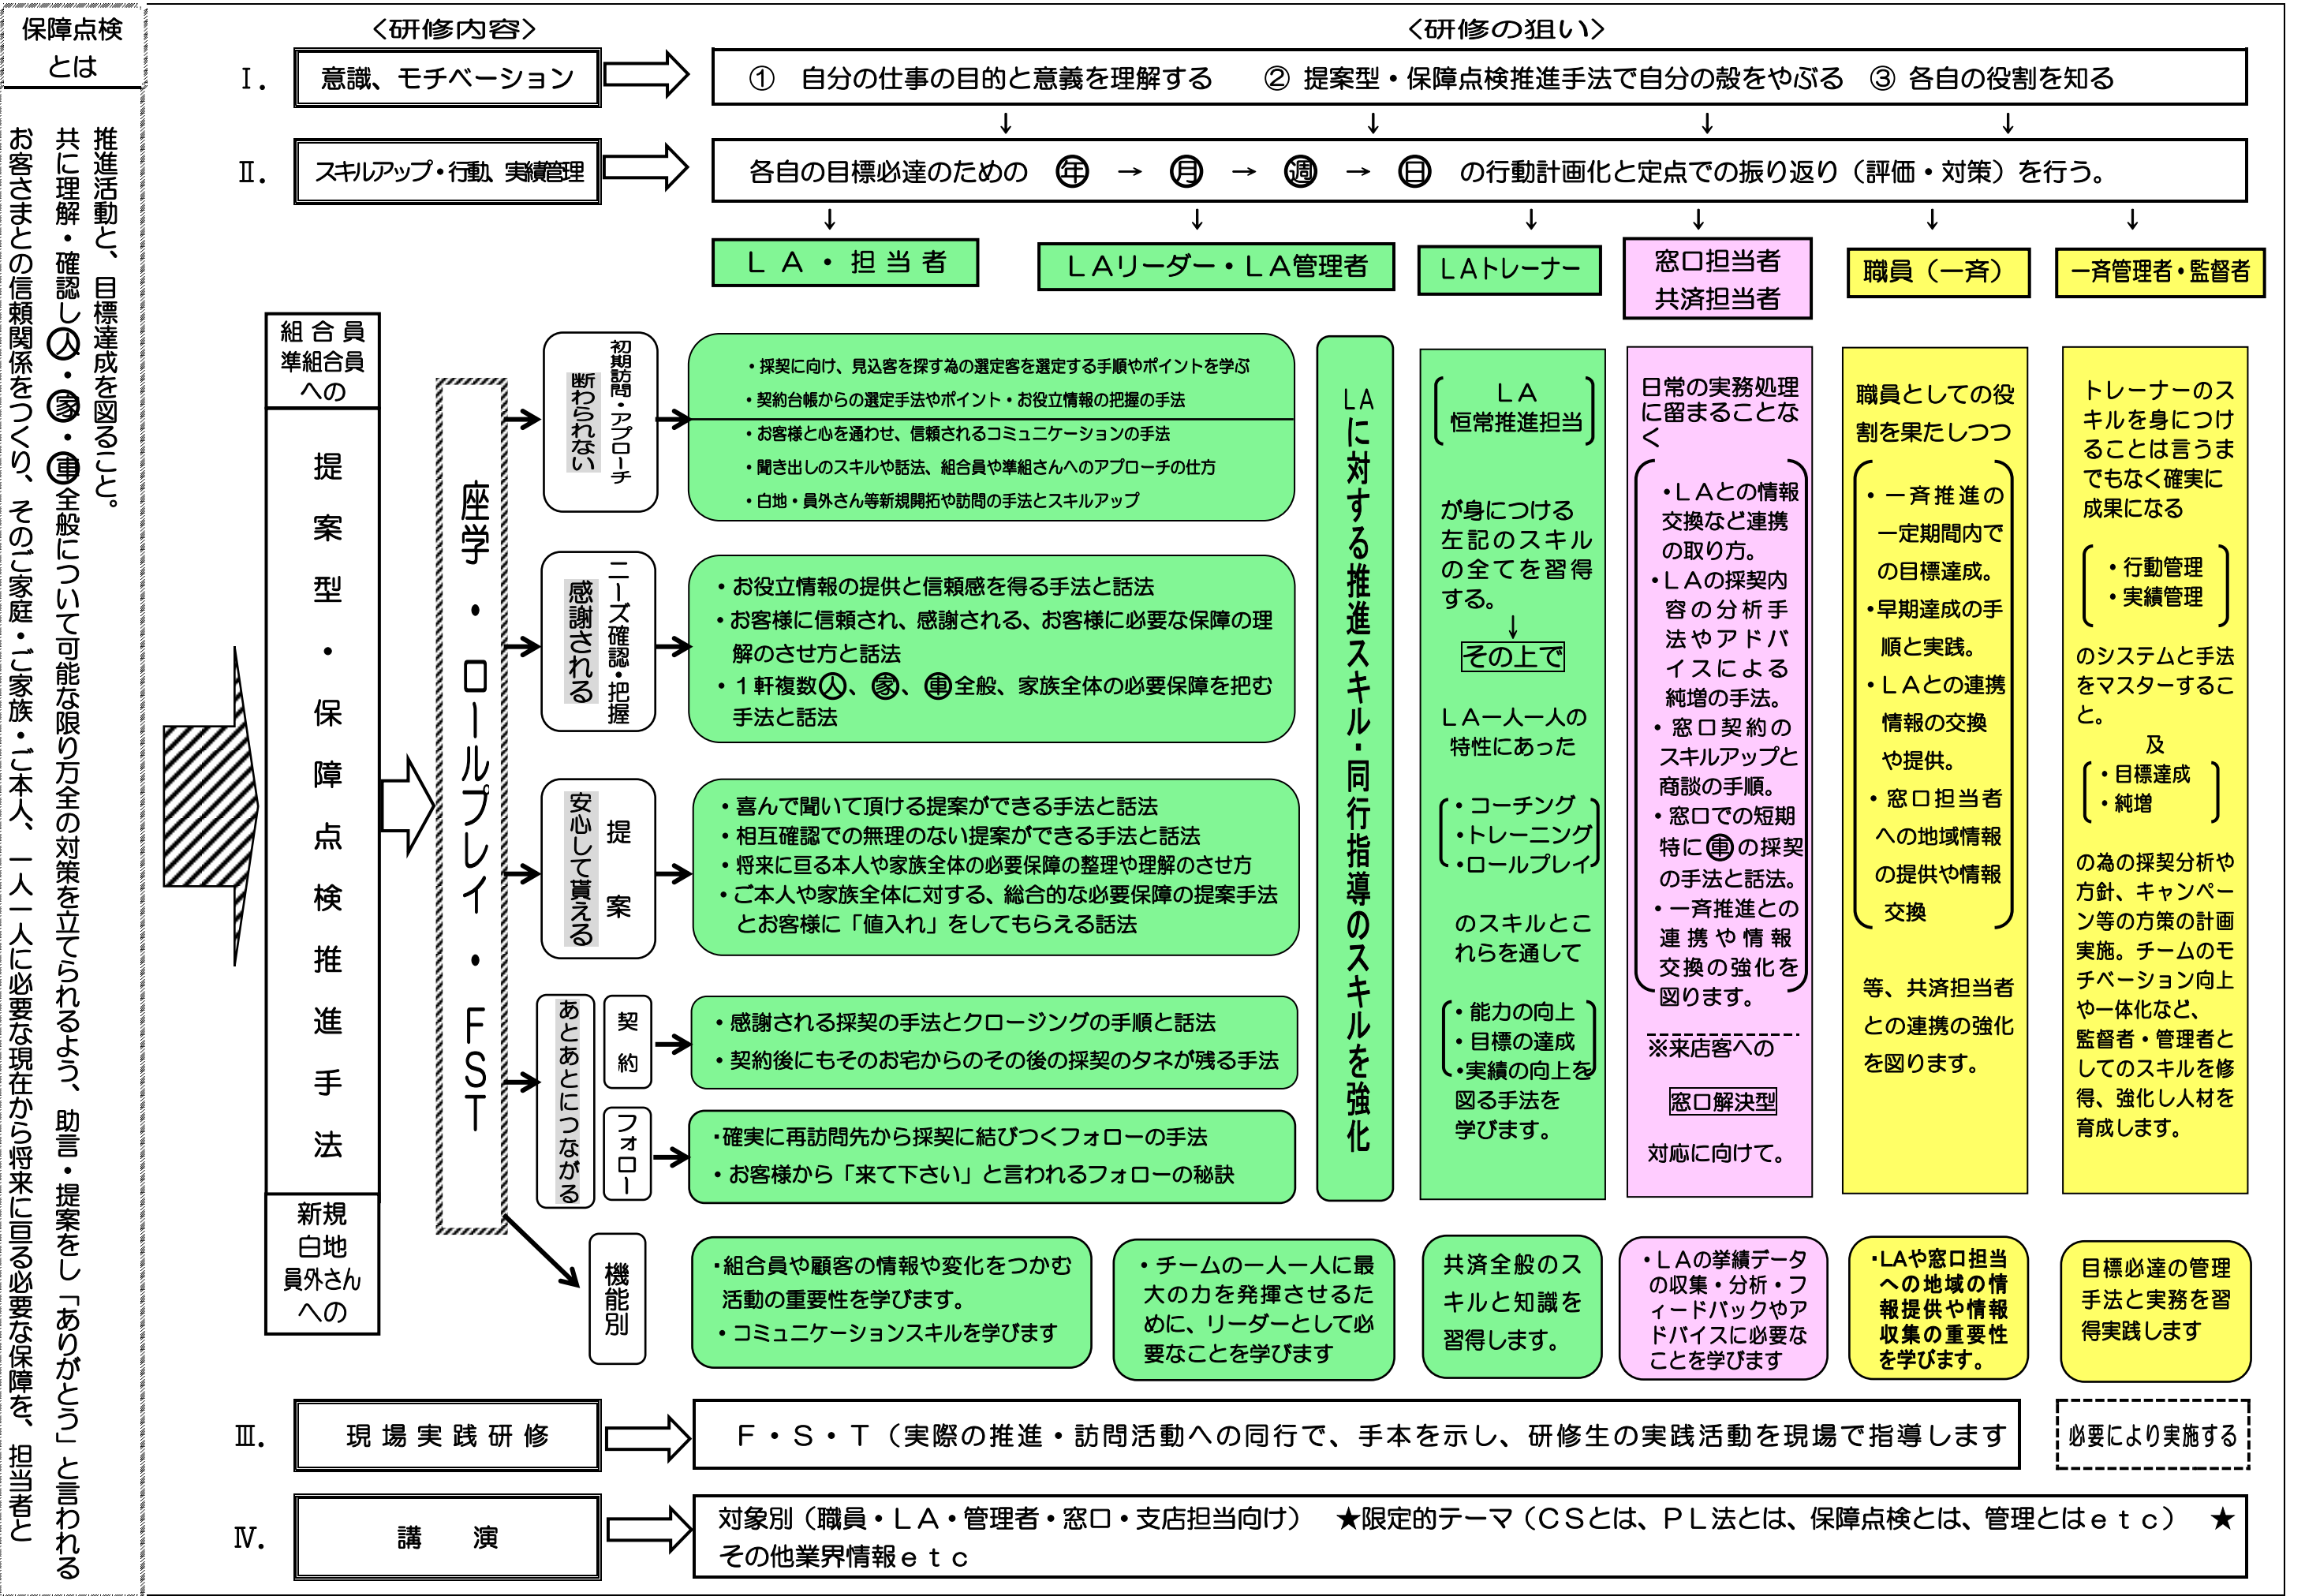 保障点検
とは
お客さまとの信頼関係をつくり、そのご家庭・ご家族・ご本人、一人一人に必要な現在から将来に亘る必要な保障を、担当者と
共に理解・確認し㋟人・家・車全般について可能な限り万全の対策を立てられるよう、助言・提案をし「ありがとう」と言われる
推進活動と、目標達成を図ること。
<研修内容>
<研修の狙い>
Ⅰ.
意識、モチベーション
① 自分の仕事の目的と意義を理解する ② 提案型・保障点検推進手法で自分の殻をやぶる ③ 各自の役割を知る
↓ ↓ ↓ ↓
Ⅱ.
スキルアップ・行動、実績管理
各自の目標必達のための 年 → 月 → 週 → 日 の行動計画化と定点での振り返り（評価・対策）を行う。
↓ ↓ ↓ ↓ ↓ ↓
ＬＡ・担当者
ＬＡリーダー・ＬＡ管理者
ＬＡトレーナー
窓口担当者
共済担当者
職員（一斉）
一斉管理者・監督者
組合員
準組合員
への
提案型・保障点検推進手法
新規
白地
員外さん
への
座学・ロールプレイ・ＦＳＴ
初期訪問・アプローチ
断わられない
・採契に向け、見込客を探す為の選定客を選定する手順やポイントを学ぶ
・契約台帳からの選定手法やポイント・お役立情報の把握の手法
・お客様と心を通わせ、信頼されるコミュニケーションの手法
・聞き出しのスキルや話法、組合員や準組さんへのアプローチの仕方
・白地・員外さん等新規開拓や訪問の手法とスキルアップ
ニーズ確認・把握
感謝される
・お役立情報の提供と信頼感を得る手法と話法
・お客様に信頼され、感謝される、お客様に必要な保障の理
解のさせ方と話法
・１軒複数人、家、車全般、家族全体の必要保障を把む
手法と話法
提案
安心して貰える
・喜んで聞いて頂ける提案ができる手法と話法
・相互確認での無理のない提案ができる手法と話法
・将来に亘る本人や家族全体の必要保障の整理や理解のさせ方
・ご本人や家族全体に対する、総合的な必要保障の提案手法
とお客様に「値入れ」をしてもらえる話法
あとあとにつながる
契約
・感謝される採契の手法とクロージングの手順と話法
・契約後にもそのお宅からのその後の採契のタネが残る手法
フォロー
・確実に再訪問先から採契に結びつくフォローの手法
・お客様から「来て下さい」と言われるフォローの秘訣
ＬＡに対する推進スキル・同行指導のスキルを強化
ＬＡ
恒常推進担当
が身につける
左記のスキル
の全てを習得
する。
↓
その上で
ＬＡ一人一人の
特性にあった
・コーチング
・トレーニング
・ロールプレイ
のスキルとこ
れらを通して
・能力の向上
・目標の達成
・実績の向上を
図る手法を
学びます。
日常の実務処理
に留まることな
く
・ＬＡとの情報
交換など連携
の取り方。
・ＬＡの採契内
容の分析手
法やアドバ
イスによる
純増の手法。
・窓口契約の
スキルアップと
商談の手順。
・窓口での短期
特に車の採契
の手法と話法。
・一斉推進との
連携や情報
交換の強化を
図ります。
※来店客への
窓口解決型
対応に向けて。
職員としての役
割を果たしつつ
・一斉推進の
一定期間内で
の目標達成。
・早期達成の手
順と実践。
・ＬＡとの連携
情報の交換
や提供。
・窓口担当者
への地域情報
の提供や情報
交換
等、共済担当者
との連携の強化
を図ります。
トレーナーのス
キルを身につけ
ることは言うま
でもなく確実に
成果になる
・行動管理
・実績管理
のシステムと手法
をマスターするこ
と。
及
・目標達成
・純増
の為の採契分析や
方針、キャンペー
ン等の方策の計画
実施。チームのモ
チベーション向上
や一体化など、
監督者・管理者と
してのスキルを修
得、強化し人材を
育成します。
機能別
・組合員や顧客の情報や変化をつかむ
活動の重要性を学びます。
・コミュニケーションスキルを学びます
・チームの一人一人に最
大の力を発揮させるた
めに、リーダーとして必
要なことを学びます
共済全般のス
キルと知識を
習得します。
・ＬＡの挙績データ
の収集・分析・フ
ィードバックやア
ドバイスに必要な
ことを学びます
・LAや窓口担当
への地域の情
報提供や情報
収集の重要性
を学びます。
目標必達の管理
手法と実務を習
得実践します
Ⅲ.
現場実践研修
Ｆ・Ｓ・Ｔ（実際の推進・訪問活動への同行で、手本を示し、研修生の実践活動を現場で指導します
必要により実施する
Ⅳ.
講 演
対象別（職員・ＬＡ・管理者・窓口・支店担当向け） ★限定的テーマ（ＣＳとは、ＰＬ法とは、保障点検とは、管理とはｅｔｃ） ★
その他業界情報ｅｔｃ